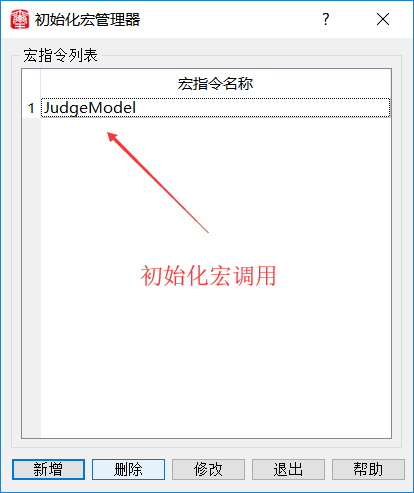 初始化宏管理器
?
宏指令列表
宏指令名称
1 JudgeModel
初始化宏调用
新增 删除 修改 退出 帮助